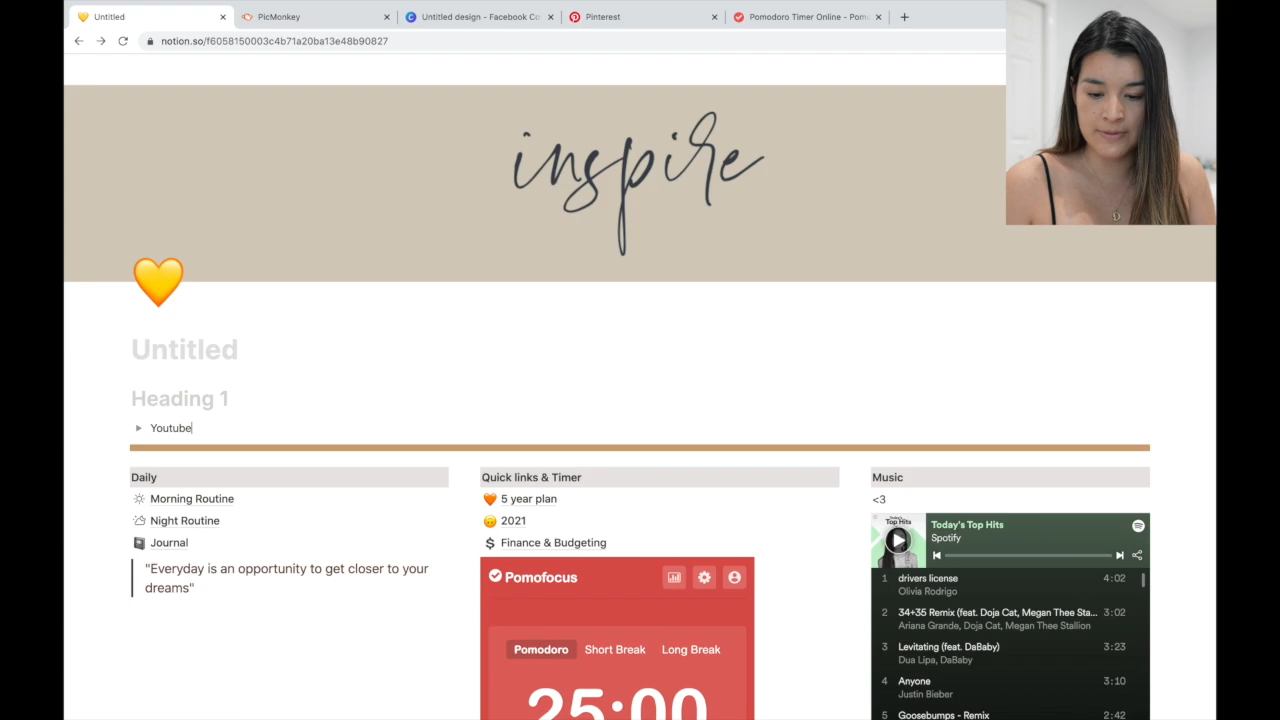 Untitled
PicMonkey
Untitled design - Facebook Co
Pinterest
Pomodoro Timer Online - Pomo
notion.so/f6058150003c4b71a20ba13e48b90827
inspire
Untitled
Heading 1
Youtube
Daily
Morning Routine
Night Routine
Journal
"Everyday is an opportunity to get closer to your
dreams"
Quick links & Timer
5 year plan
2021
Finance & Budgeting
Pomofocus
Pomodoro Short Break Long Break
25:00
Music
<3
Today's
Top Hits
Today's Top Hits
Spotify
1 drivers license 4:02
Olivia Rodrigo
2 34+35 Remix (feat. Doja Cat, Megan Thee Sta... 3:02
Ariana Grande, Doja Cat, Megan Thee Stallion
3 Levitating (feat. DaBaby) 3:23
Dua Lipa, DaBaby
4 Anyone 3:10
Justin Bieber
5 Goosebumps - Remix 2:42